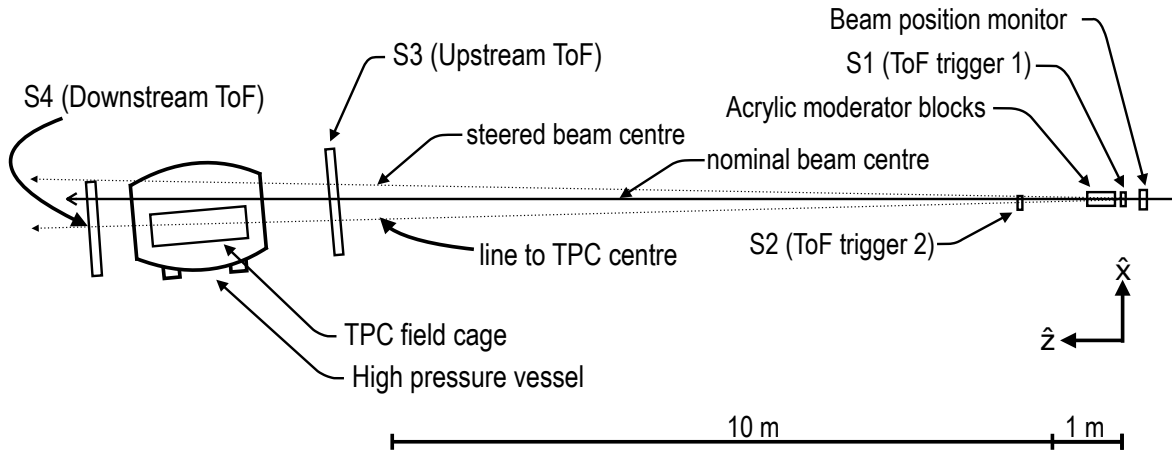 Beam position monitor
S3 (Upstream ToF)
S1 (ToF trigger 1)
S4 (Downstream ToF)
Acrylic moderator blocks
steered beam centre
nominal beam centre
S2 (ToF trigger 2)
line to TPC centre
x̂
TPC field cage
ẑ
High pressure vessel
10 m
1 m